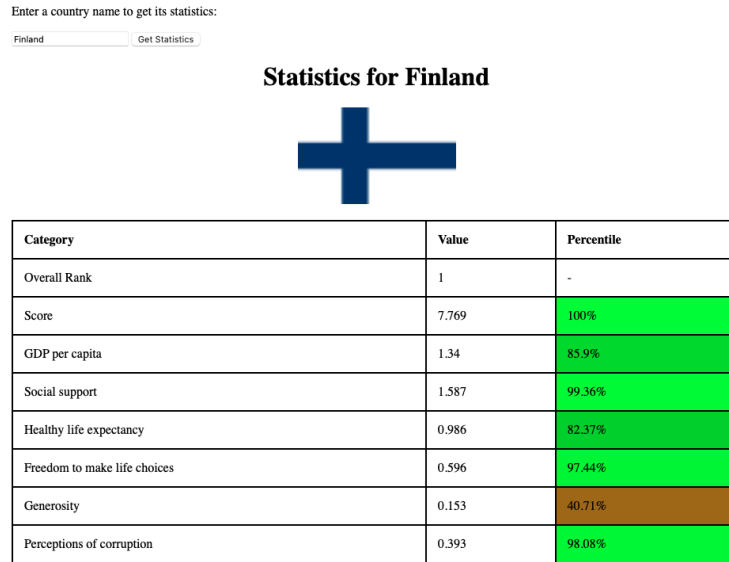 Enter a country name to get its statistics:
Finland Get Statistics
Statistics for Finland
Category Value Percentile
Overall Rank 1 -
Score 7.769 100%
GDP per capita 1.34 85.9%
Social support 1.587 99.36%
Healthy life expectancy 0.986 82.37%
Freedom to make life choices 0.596 97.44%
Generosity 0.153 40.71%
Perceptions of corruption 0.393 98.08%